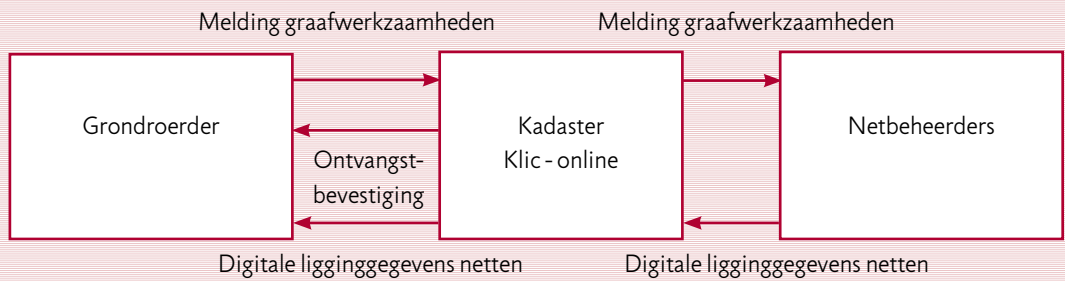 Melding graafwerkzaamheden
Melding graafwerkzaamheden
Grondroerder
Kadaster
Klic - online
Netbeheerders
Ontvangst-
bevestiging
Digitale ligginggegevens netten
Digitale ligginggegevens netten